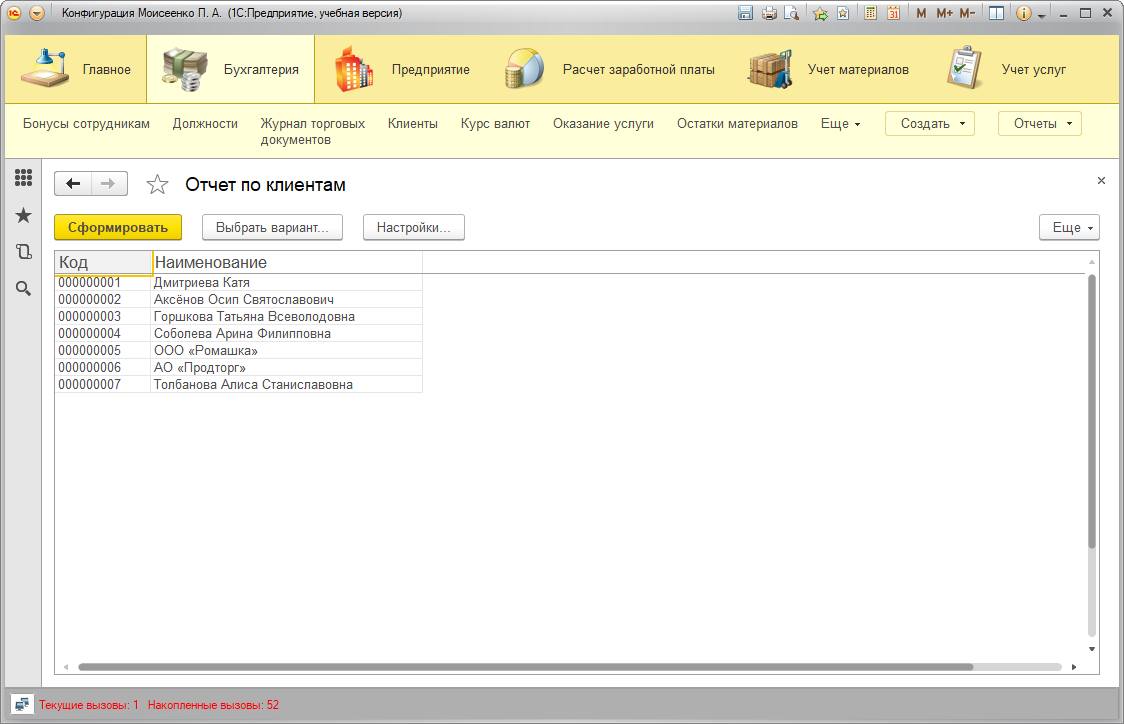 Конфигурация Моисеенко П. А. (1С:Предприятие, учебная версия)
31 M M+ M-
Главное
Бухгалтерия
Предприятие
Расчет заработной платы
Учет материалов
Учет услуг
Бонусы сотрудникам
Должности
Журнал торговых
документов
Клиенты
Курс валют
Оказание услуги
Остатки материалов
Еще
Создать
Отчеты
Отчет по клиентам
Сформировать
Выбрать вариант...
Настройки...
Еще
Код Наименование
000000001 Дмитриева Катя
000000002 Аксёнов Осип Святославович
000000003 Горшкова Татьяна Всеволодовна
000000004 Соболева Арина Филипповна
000000005 ООО «Ромашка»
000000006 АО «Продторг»
000000007 Толбанова Алиса Станиславовна
Текущие вызовы: 1 Накопленные вызовы: 52